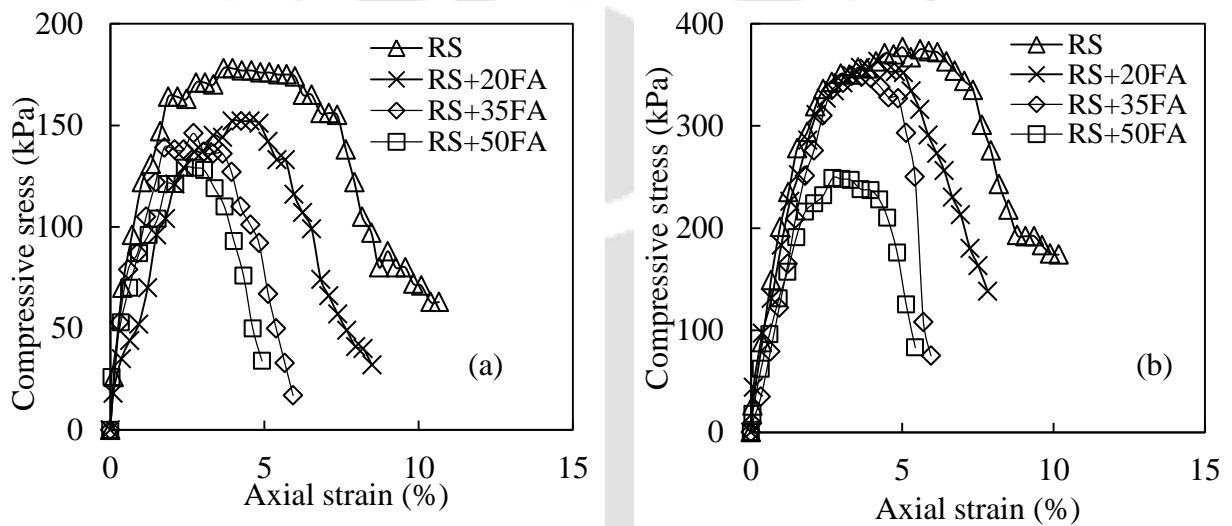 200
150
100
50
0
0
5
10
15
Compressive sress (kPa)
Axial strain (%)
RS
RS+20FA
RS+35FA
RS+50FA
(a)
400
300
200
100
0
0
5
10
15
Compressive stress (kPa)
Axial strain (%)
RS
RS+20FA
RS+35FA
RS+50FA
(b)